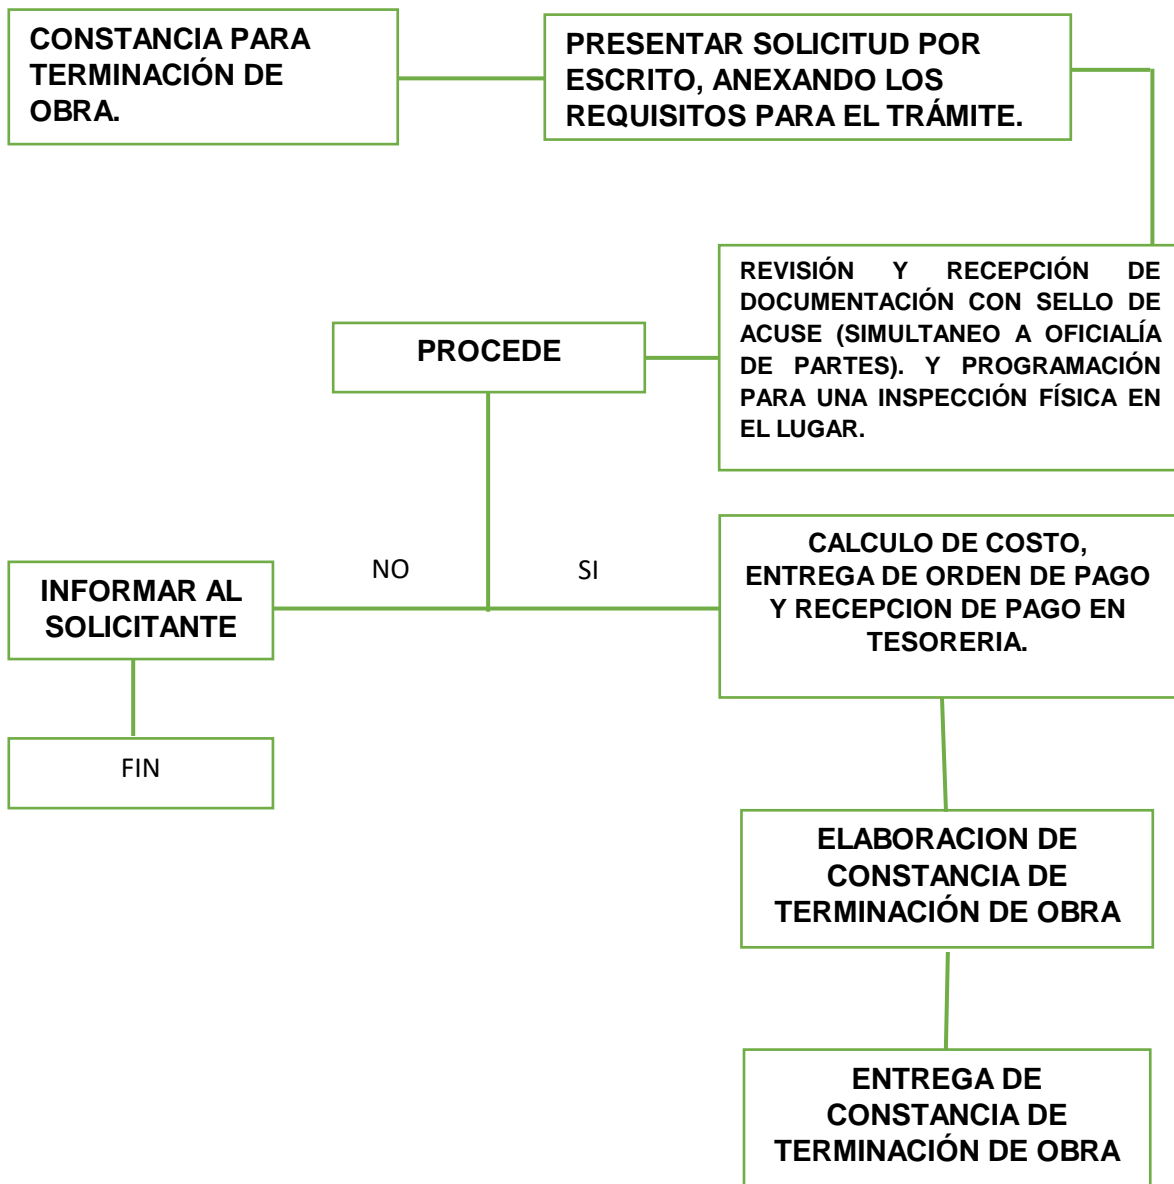 CONSTANCIA PARA
TERMINACIÓN DE
OBRA.
PRESENTAR SOLICITUD POR
ESCRITO, ANEXANDO LOS
REQUISITOS PARA EL TRÁMITE.
REVISIÓN Y RECEPCIÓN DE
DOCUMENTACIÓN CON SELLO DE
ACUSE (SIMULTANEO A OFICIALÍA
DE PARTES). Y PROGRAMACIÓN
PARA UNA INSPECCIÓN FÍSICA EN
EL LUGAR.
PROCEDE
NO
SI
INFORMAR AL
SOLICITANTE
FIN
CALCULO DE COSTO,
ENTREGA DE ORDEN DE PAGO
Y RECEPCION DE PAGO EN
TESORERIA.
ELABORACION DE
CONSTANCIA DE
TERMINACIÓN DE OBRA
ENTREGA DE
CONSTANCIA DE
TERMINACIÓN DE OBRA